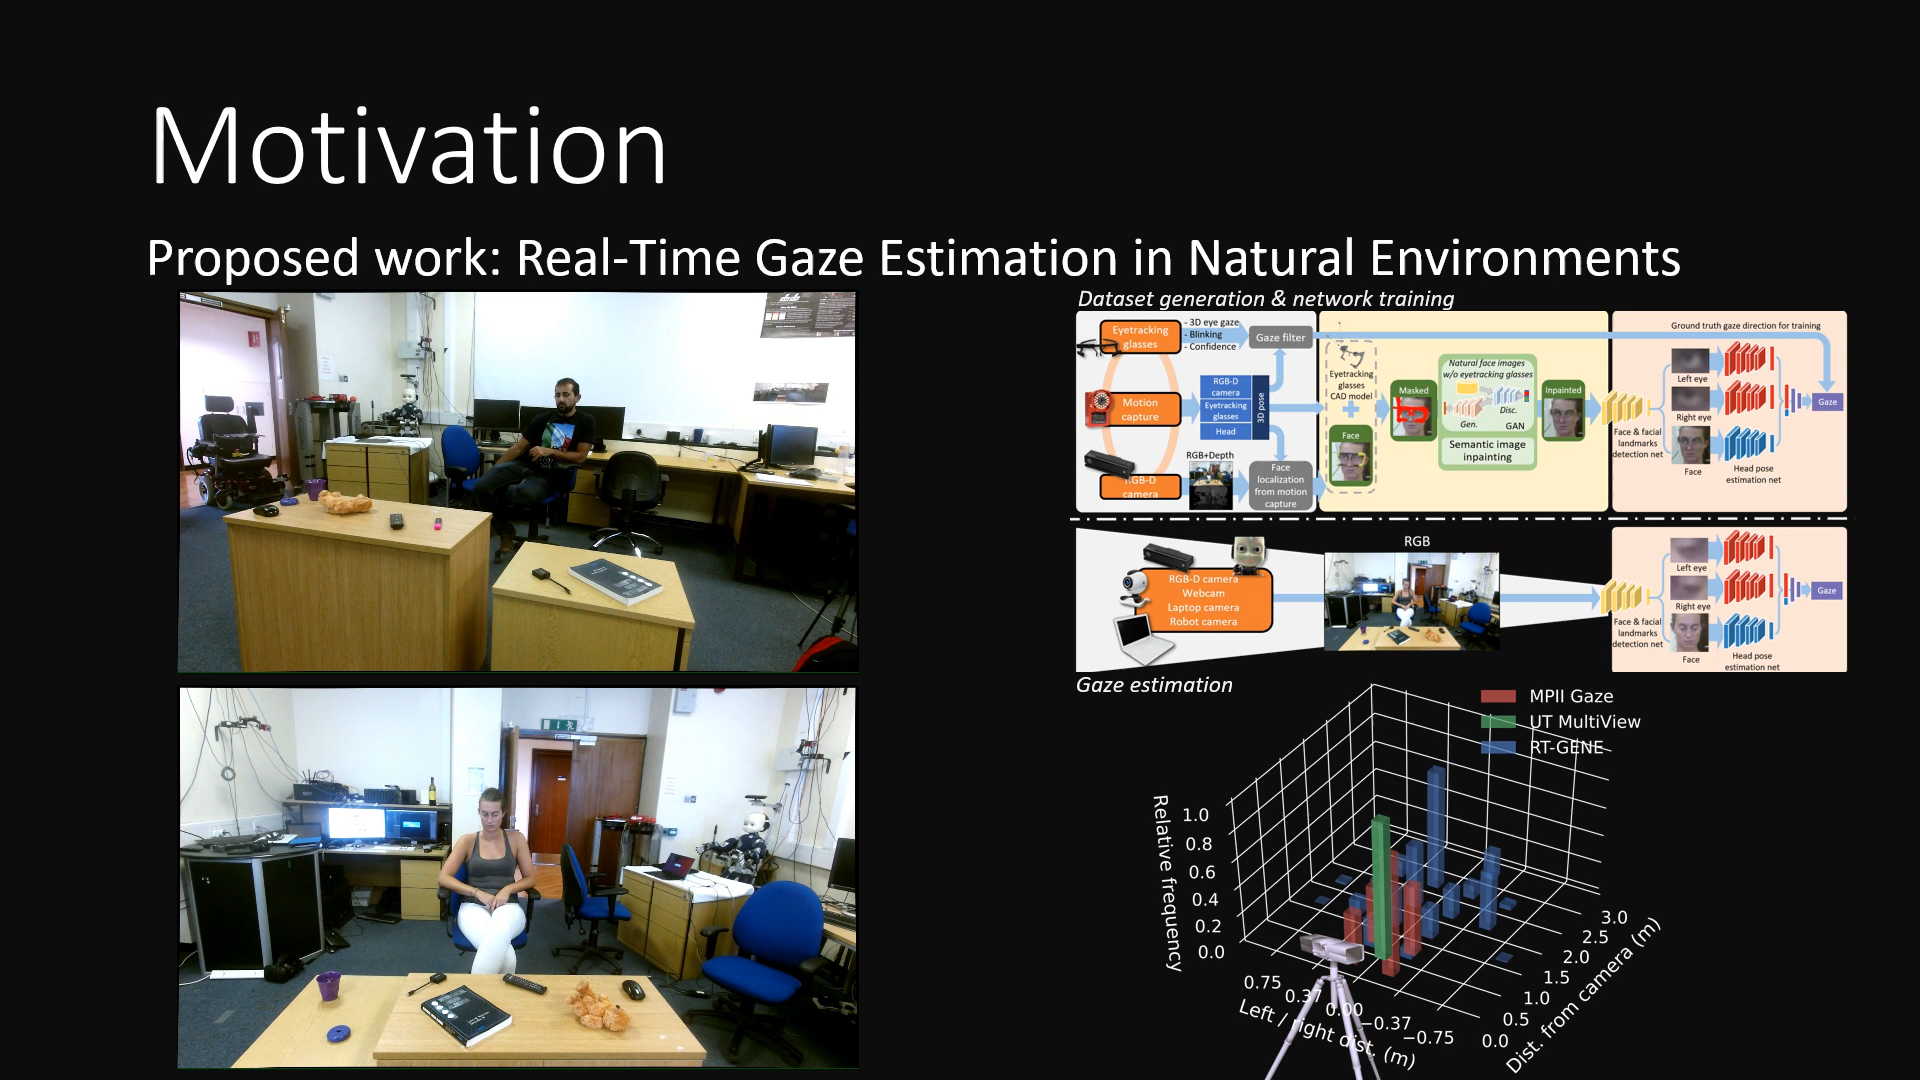 Motivation
Proposed work: Real-Time Gaze Estimation in Natural Environments
Dataset generation & network training
Eyetracking
glasses
- 3D eye gaze
- Blinking
- Confidence
Gaze filter
Motion
capture
RGB-D
camera
Eyetracking
glasses
Head
3D pose
RGB-D
camera
RGB+Depth
Face
localization
from motion
capture
Eyetracking
glasses
CAD model
Face
Masked
Natural face images
w/o eyetracking glasses
Gen.
Disc.
GAN
Semantic image
inpainting
Inpainted
Ground truth gaze direction for training
Left eye
Right eye
Face & facial
landmarks
detection net
Face
Head pose
estimation net
Gaze
RGB-D camera
Webcam
Laptop camera
Robot camera
RGB
Left eye
Right eye
Face & facial
landmarks
detection net
Face
Head pose
estimation net
Gaze
Gaze estimation
MPII Gaze
UT MultiView
RT-GENE
Relative frequency
1.0
0.8
0.6
0.4
0.2
0.0
0.75
0.37
0.00
−0.37
−0.75
Left / right dist. (m)
0.0
0.5
1.0
1.5
2.0
2.5
3.0
Dist. from camera (m)